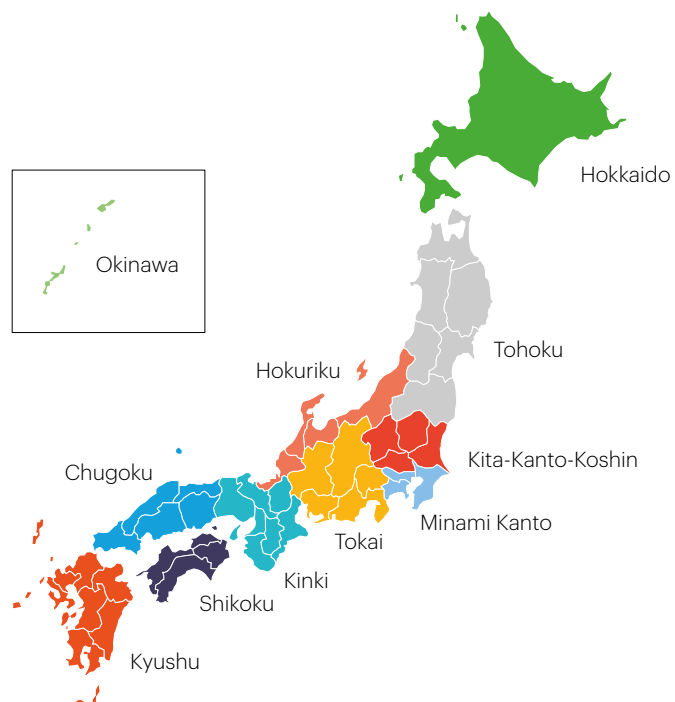 Hokkaido
Okinawa
Tohoku
Hokuriku
Kita-Kanto-Koshin
Chugoku
Minami Kanto
Tokai
Kinki
Shikoku
Kyushu